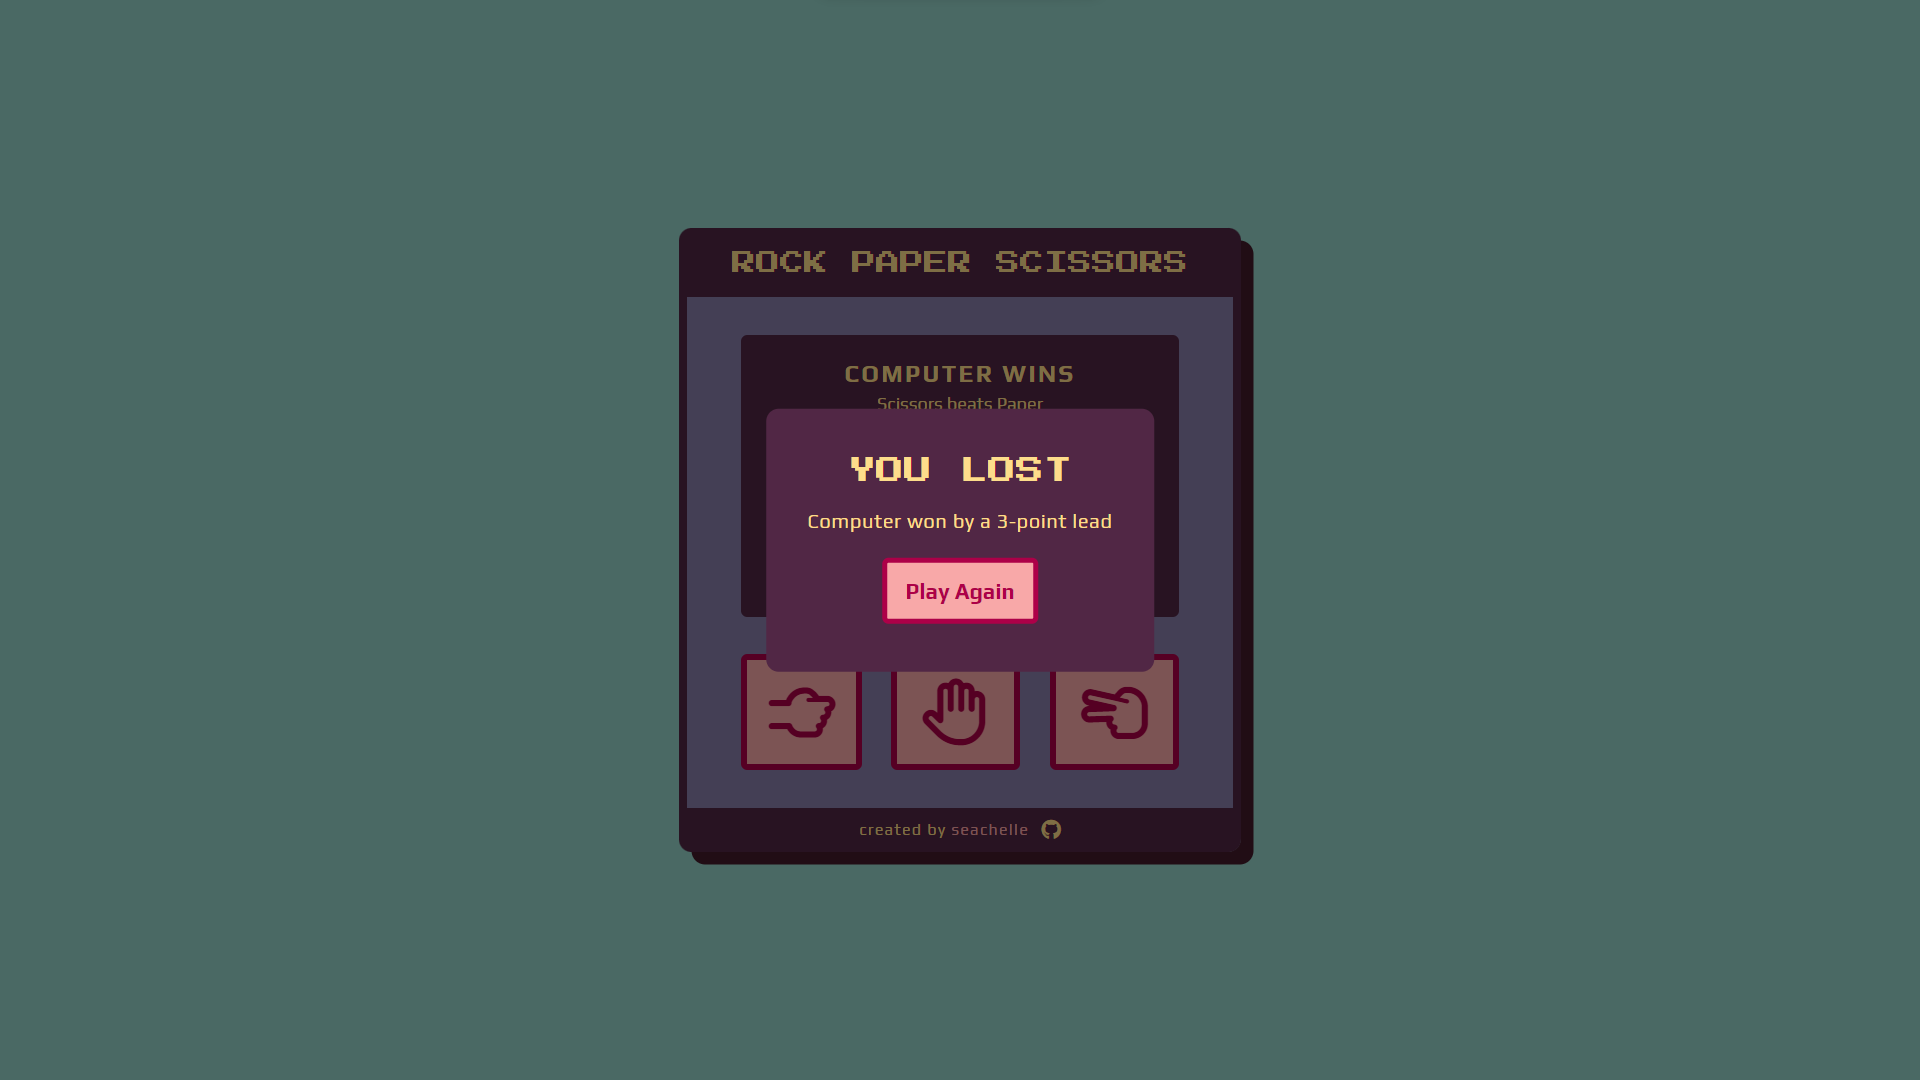 ROCK PAPER SCISSORS
COMPUTER WINS
Scissors beats Paper
YOU LOST
Computer won by a 3-point lead
Play Again
created by seachelle